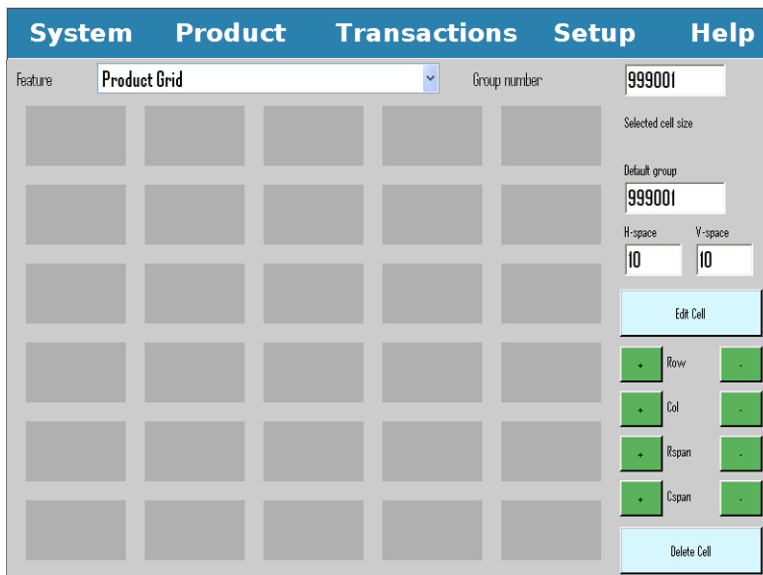 System Product Transactions Setup Help
Feature Product Grid Group number 999001
Selected cell size
Default group
999001
H-space V-space
10 10
Edit Cell
+ Row -
+ Col -
+ Rspan -
+ Cspan -
Delete Cell